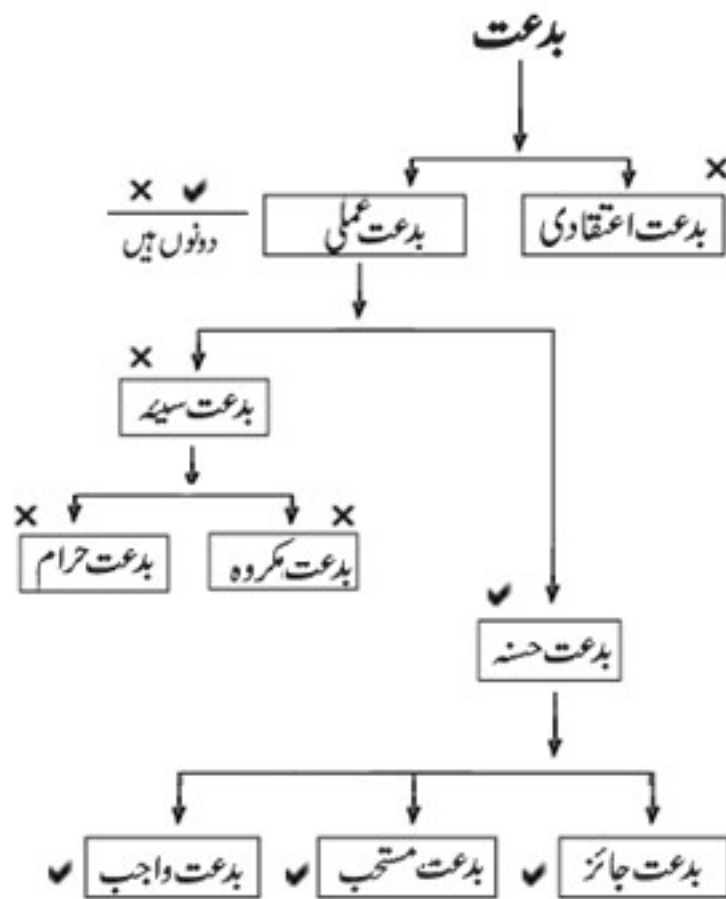 بدعت
بدعت اعتقادی
بدعت عملی
دونوں ہیں
بدعت سیئہ
بدعت مکروہ
بدعت حرام
بدعت حسنہ
بدعت جائز
بدعت مستحب
بدعت واجب